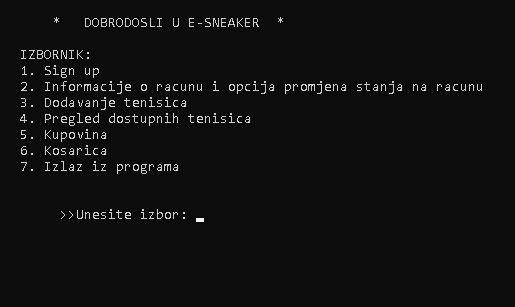 *   DOBRODOSLI U E-SNEAKER  *
IZBORNIK:
1. Sign up
2. Informacije o racunu i opcija promjena stanja na racunu
3. Dodavanje tenisica
4. Pregled dostupnih tenisica
5. Kupovina
6. Kosarica
7. Izlaz iz programa
>>Unesite izbor: _